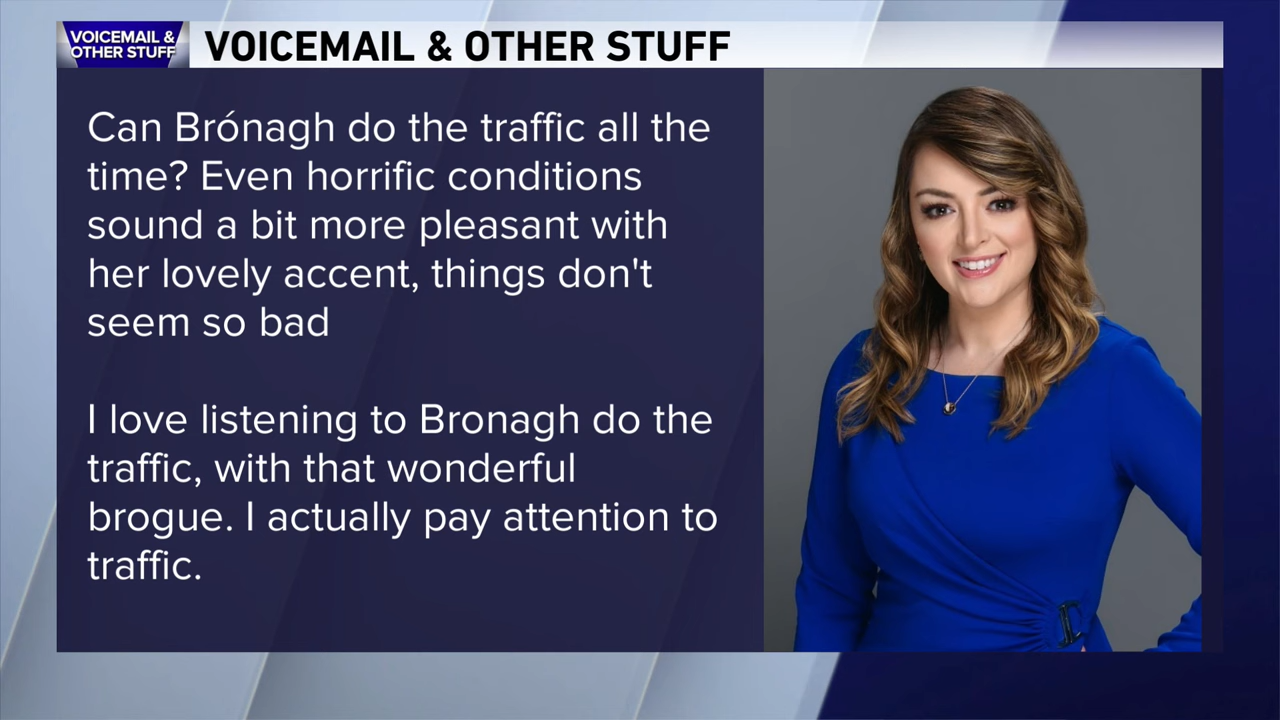 VOICEMAIL &
OTHER STUFF
VOICEMAIL & OTHER STUFF
Can Brónagh do the traffic all the
time? Even horrific conditions
sound a bit more pleasant with
her lovely accent, things don't
seem so bad
I love listening to Bronagh do the
traffic, with that wonderful
brogue. I actually pay attention to
traffic.